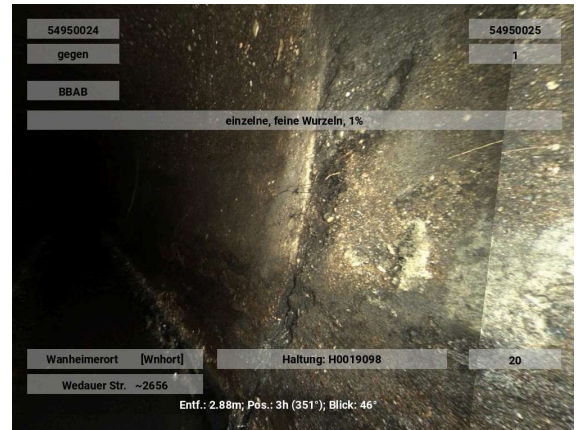 54950024 54950025
gegen 1
BBAB
einzelne, feine Wurzeln, 1%
Wanheimerort [Wnhort] Haltung: H0019098 20
Wedauer Str. ~2656
Entf.: 2.88m; Pos.: 3h (351°); Blick: 46°